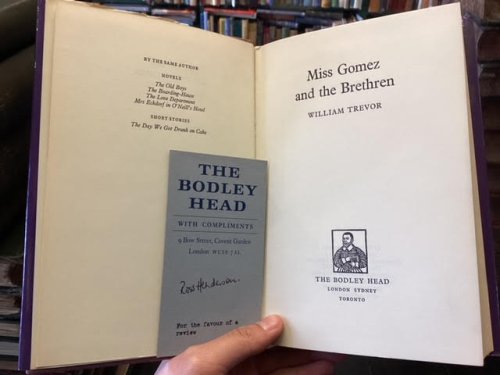 BY THE SAME AUTHOR
NOVELS
The Old Boys
The Boarding-House
The Love Department
Mrs Eckdorf in O'Neill's Hotel
SHORT STORIES
The Day We Got Drunk on Cake
THE
BODLEY
HEAD
WITH COMPLIMENTS
9 Bow Street, Covent Garden
London WC2E 7AL
Henderson
For the favour of a
review
Miss Gomez
and the Brethren
WILLIAM TREVOR
THE BODLEY HEAD
LONDON SYDNEY
TORONTO